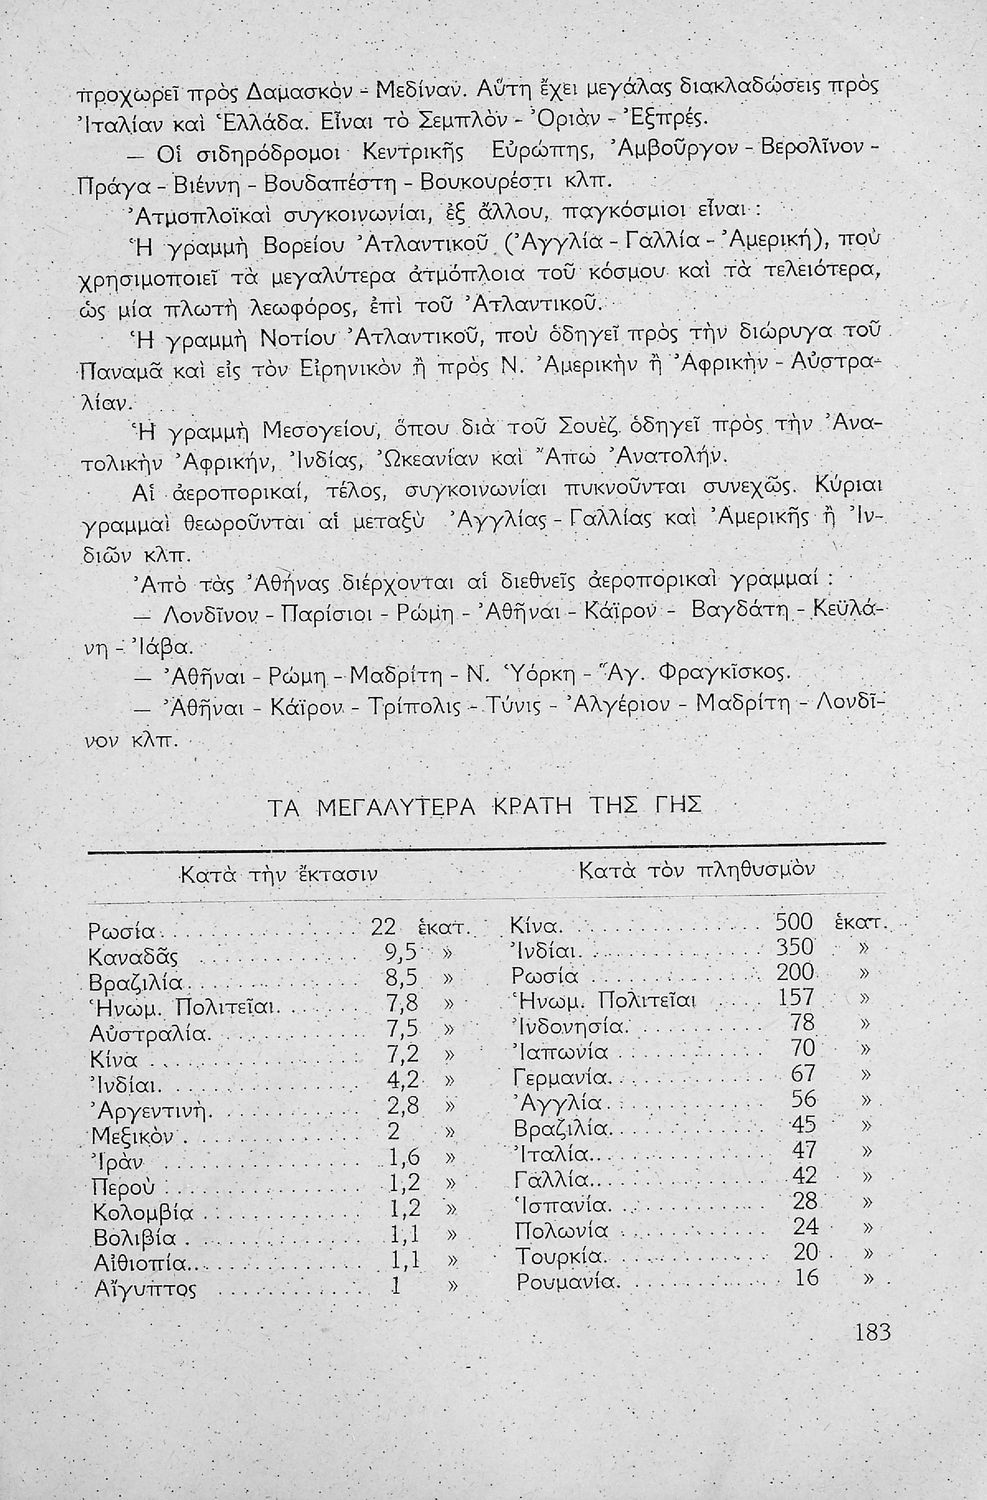 προχωρεῖ πρὸς Δαμασκὸν - Μεδίναν. Αὕτη ἔχει μεγάλας διακλαδώσεις πρὸς
Ἰταλίαν καὶ Ἑλλάδα. Εἶναι τὸ Σεμπλὸν - Ὁριὰν - Ἐξπρές.
— Οἱ σιδηρόδρομοι Κεντρικῆς Εὐρώπης, Ἀμβοῦργον - Βερολῖνον -
Πράγα - Βιέννη - Βουδαπέστη - Βουκουρέστι κλπ.
Ἀτμοπλοϊκαὶ συγκοινωνίαι, ἐξ ἄλλου, παγκόσμιοι εἶναι :
Ἡ γραμμὴ Βορείου Ἀτλαντικοῦ (Ἀγγλία - Γαλλία - Ἀμερική), ποὺ
χρησιμοποιεῖ τὰ μεγαλύτερα ἀτμόπλοια τοῦ κόσμου καὶ τὰ τελειότερα,
ὡς μία πλωτὴ λεωφόρος, ἐπὶ τοῦ Ἀτλαντικοῦ.
Ἡ γραμμὴ Νοτίου Ἀτλαντικοῦ, ποὺ ὁδηγεῖ πρὸς τὴν διώρυγα τοῦ
Παναμᾶ καὶ εἰς τὸν Εἰρηνικὸν ἢ πρὸς Ν. Ἀμερικὴν ἢ Ἀφρικὴν - Αὐστρα-
λίαν.
Ἡ γραμμὴ Μεσογείου, ὅπου διὰ τοῦ Σουὲζ ὁδηγεῖ πρὸς τὴν Ἀνα-
τολικὴν Ἀφρικήν, Ἰνδίας, Ὠκεανίαν καὶ Ἄπω Ἀνατολήν.
Αἱ ἀεροπορικαί, τέλος, συγκοινωνίαι πυκνοῦνται συνεχῶς. Κύριαι
γραμμαὶ θεωροῦνται αἱ μεταξὺ Ἀγγλίας - Γαλλίας καὶ Ἀμερικῆς ἢ Ἰν-
διῶν κλπ.
Ἀπὸ τὰς Ἀθήνας διέρχονται αἱ διεθνεῖς ἀεροπορικαὶ γραμμαί :
— Λονδῖνον - Παρίσιοι - Ρώμη - Ἀθῆναι - Κάϊρον - Βαγδάτη - Κεϋλά-
νη - Ἰάβα.
— Ἀθῆναι - Ρώμη - Μαδρίτη - Ν. Ὑόρκη - Ἅγ. Φραγκῖσκος.
— Ἀθῆναι - Κάϊρον - Τρίπολις - Τύνις - Ἀλγέριον - Μαδρίτη - Λονδῖ-
νον κλπ.
ΤΑ ΜΕΓΑΛΥΤΕΡΑ ΚΡΑΤΗ ΤΗΣ ΓΗΣ
Κατὰ τὴν ἔκτασιν Κατὰ τὸν πληθυσμὸν
Ρωσία 22 ἑκατ. Κίνα 500 ἑκατ.
Καναδᾶς 9,5 » Ἰνδίαι 350 »
Βραζιλία 8,5 » Ρωσία 200 »
Ἡνωμ. Πολιτεῖαι 7,8 » Ἡνωμ. Πολιτεῖαι 157 »
Αὐστραλία 7,5 » Ἰνδονησία 78 »
Κίνα 7,2 » Ἰαπωνία 70 »
Ἰνδίαι 4,2 » Γερμανία 67 »
Ἀργεντινὴ 2,8 » Ἀγγλία 56 »
Μεξικὸν 2 » Βραζιλία 45 »
Ἰρὰν 1,6 » Ἰταλία 47 »
Περοὺ 1,2 » Γαλλία 42 »
Κολομβία 1,2 » Ἱσπανία 28 »
Βολιβία 1,1 » Πολωνία 24 »
Αἰθιοπία 1,1 » Τουρκία 20 »
Αἴγυπτος 1 » Ρουμανία 16 »
183